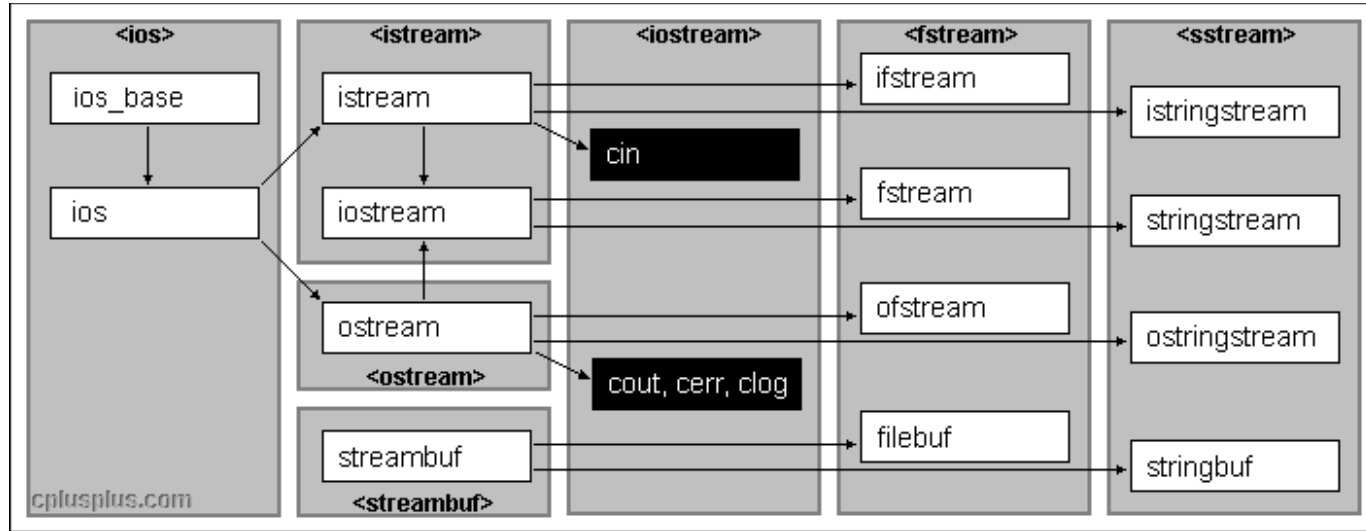 <ios>
ios_base
ios
<istream>
istream
iostream
ostream
<ostream>
streambuf
<streambuf>
<iostream>
cin
cout, cerr, clog
<fstream>
ifstream
fstream
ofstream
filebuf
<sstream>
istringstream
stringstream
ostringstream
stringbuf
cplusplus.com